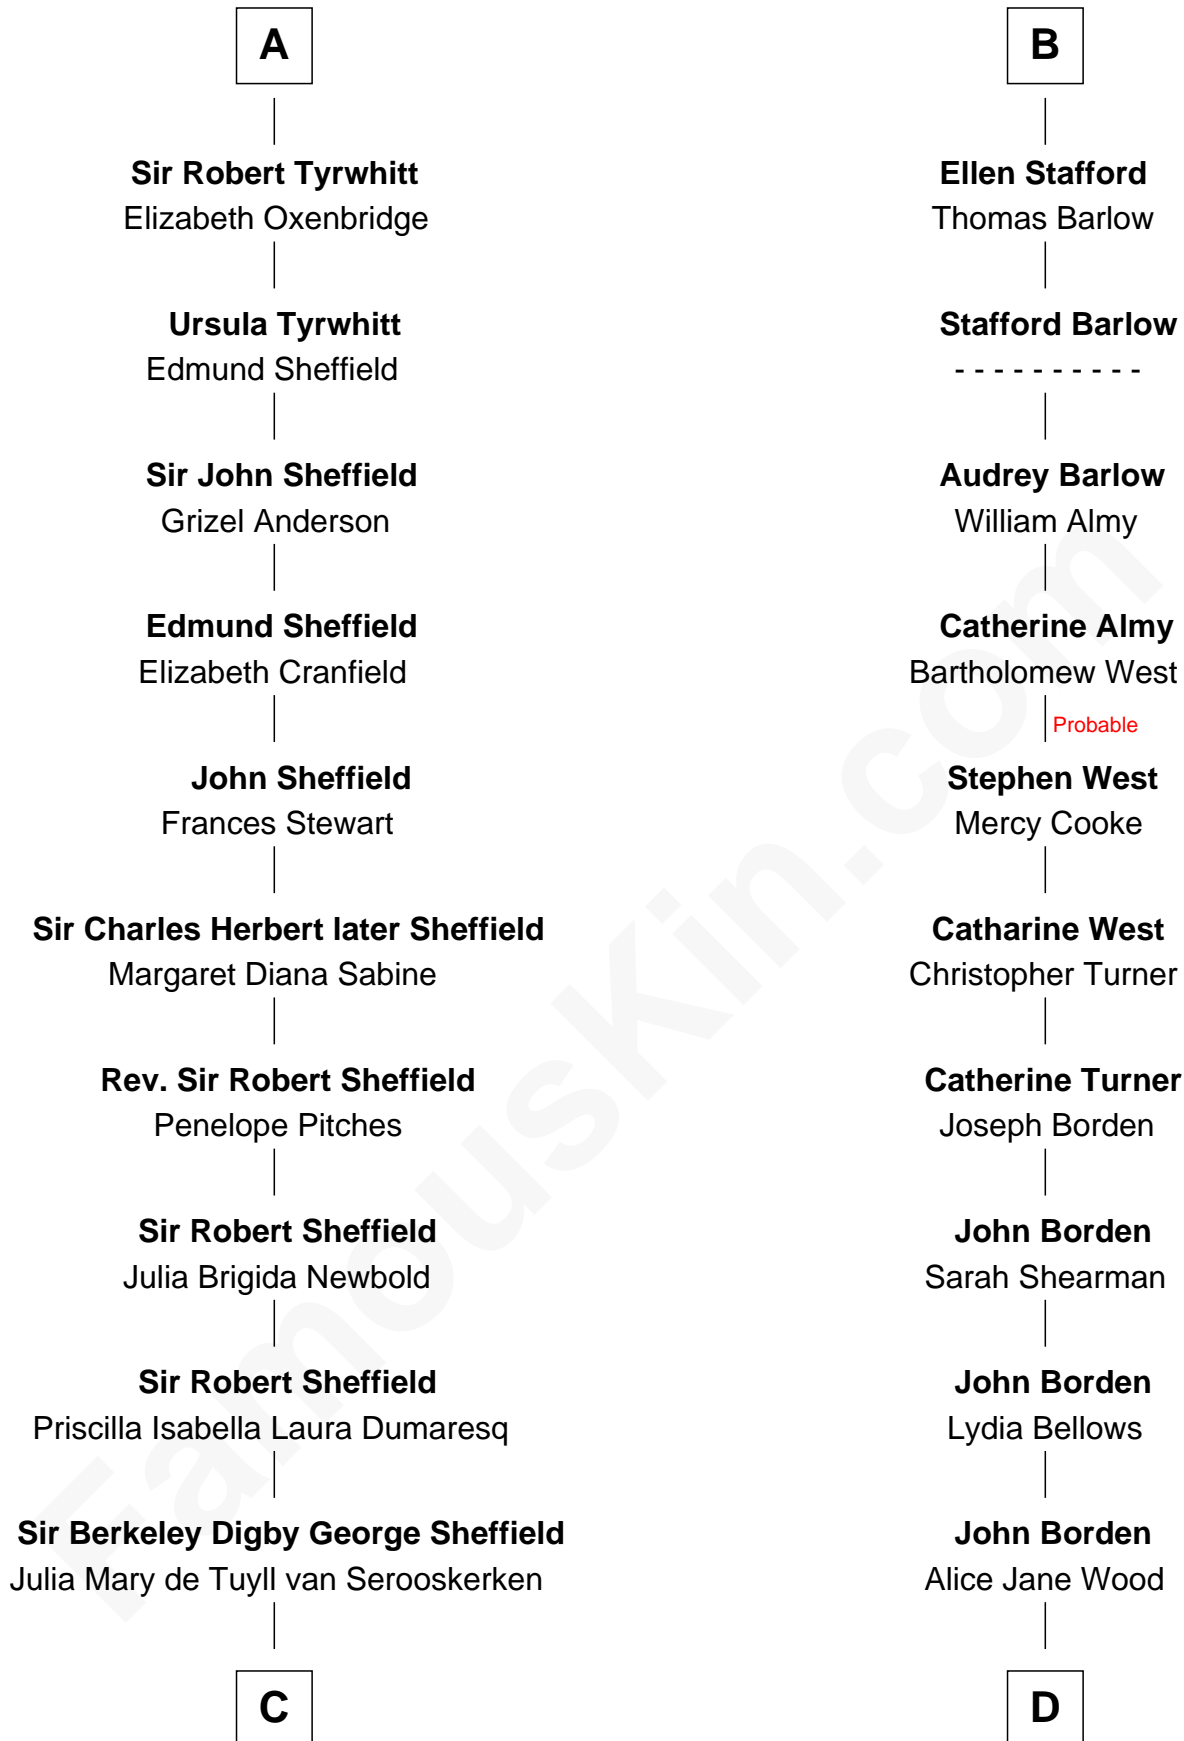 A
Sir Robert Tyrwhitt
Elizabeth Oxenbridge
Ursula Tyrwhitt
Edmund Sheffield
Sir John Sheffield
Grizel Anderson
Edmund Sheffield
Elizabeth Cranfield
John Sheffield
Frances Stewart
Sir Charles Herbert later Sheffield
Margaret Diana Sabine
Rev. Sir Robert Sheffield
Penelope Pitches
Sir Robert Sheffield
Julia Brigida Newbold
Sir Robert Sheffield
Priscilla Isabella Laura Dumaresq
Sir Berkeley Digby George Sheffield
Julia Mary de Tuyll van Serooskerken
C
B
Ellen Stafford
Thomas Barlow
Stafford Barlow
- - - - - - - - - -
Audrey Barlow
William Almy
Catherine Almy
Bartholomew West
Probable
Stephen West
Mercy Cooke
Catharine West
Christopher Turner
Catherine Turner
Joseph Borden
John Borden
Sarah Shearman
John Borden
Lydia Bellows
John Borden
Alice Jane Wood
D
FamousKin.com